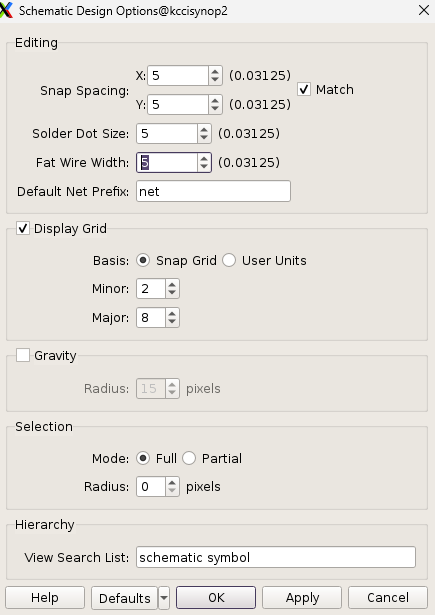 Schematic Design Options@kccisynop2
Editing
Snap Spacing: X: 5 (0.03125) Match
Y: 5 (0.03125)
Solder Dot Size: 5 (0.03125)
Fat Wire Width: 5 (0.03125)
Default Net Prefix: net
Display Grid
Basis: Snap Grid User Units
Minor: 2
Major: 8
Gravity
Radius: 15 pixels
Selection
Mode: Full Partial
Radius: 0 pixels
Hierarchy
View Search List: schematic symbol
Help Defaults OK Apply Cancel